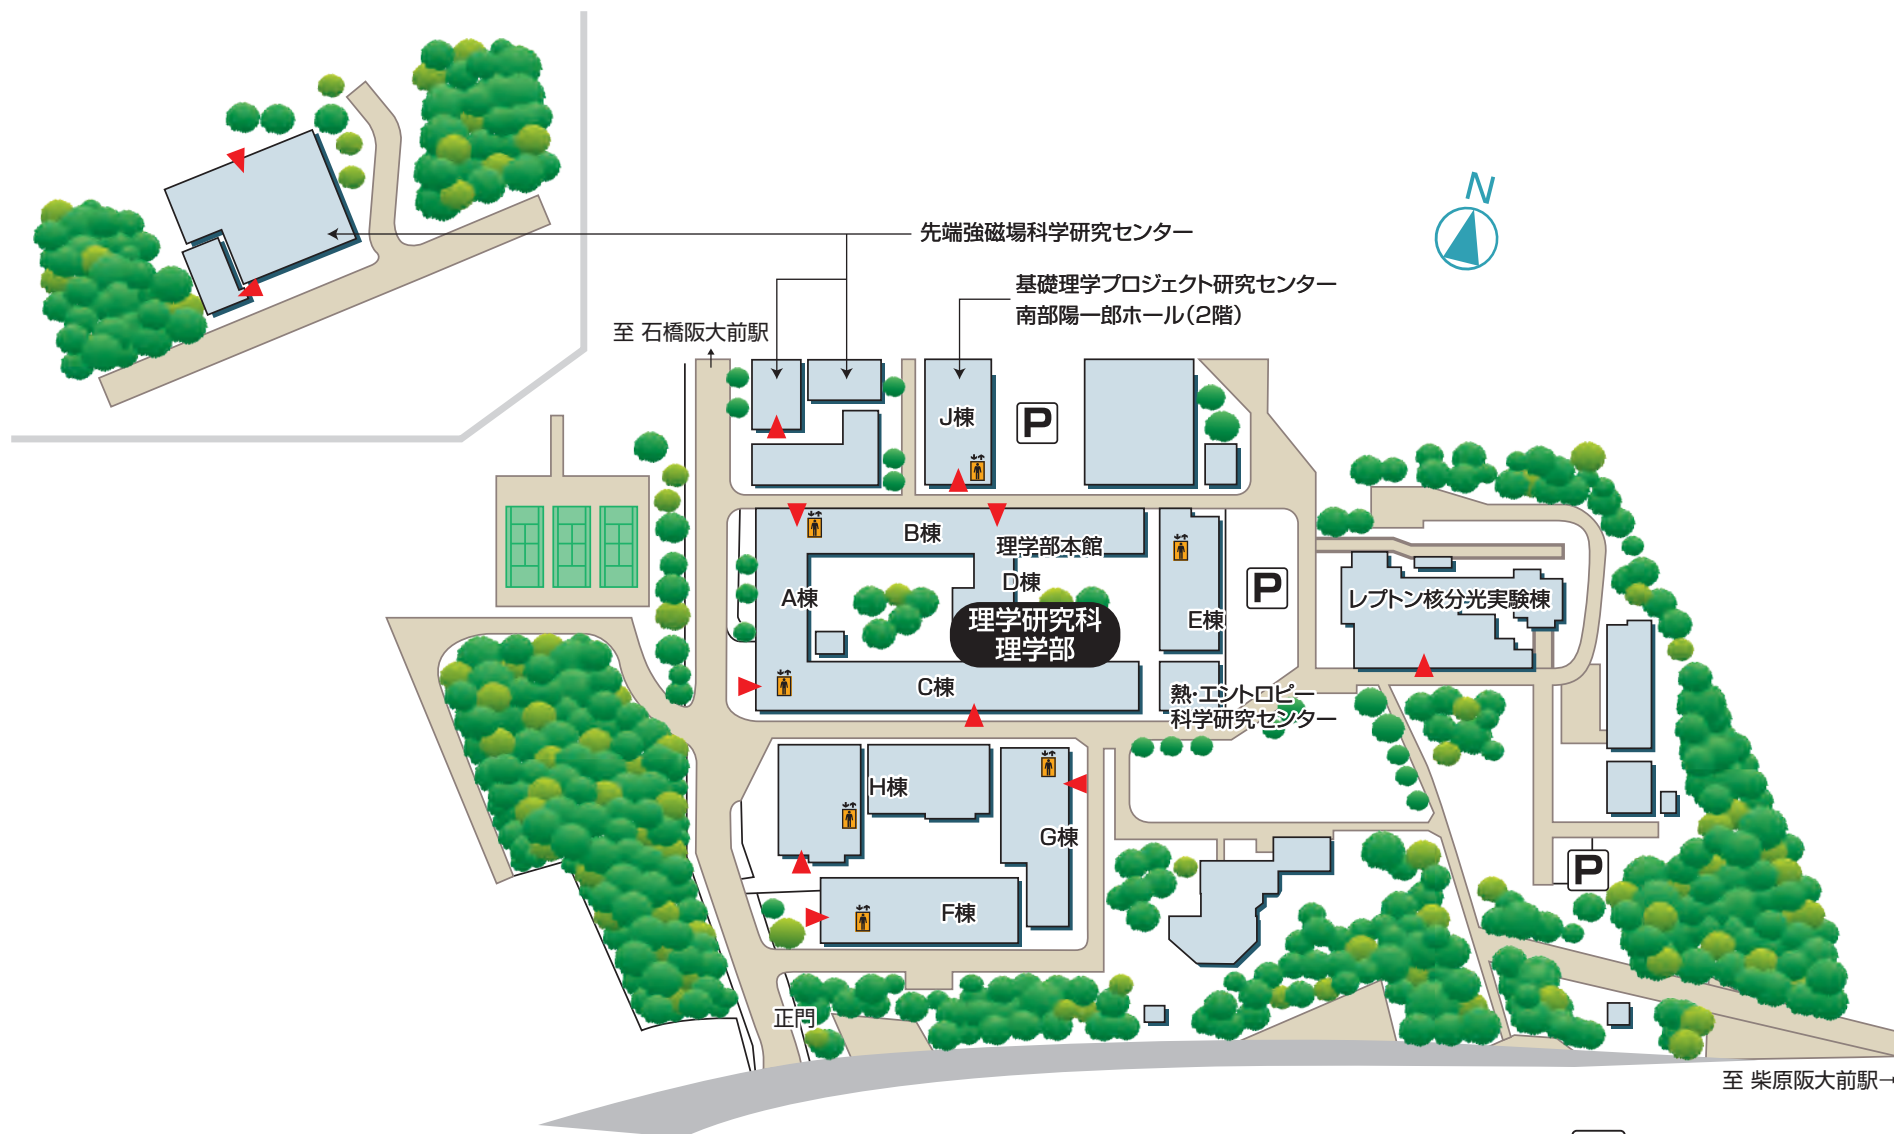 N
先端強磁場科学研究センター
基礎理学プロジェクト研究センター
南部陽一郎ホール(2階)
至 石橋阪大前駅
J棟
P
B棟
理学部本館
D棟
A棟
理学研究科
理学部
E棟
P
レプトン核分光実験棟
C棟
熱・エントロピー
科学研究センター
H棟
G棟
P
F棟
正門
至 柴原阪大前駅→